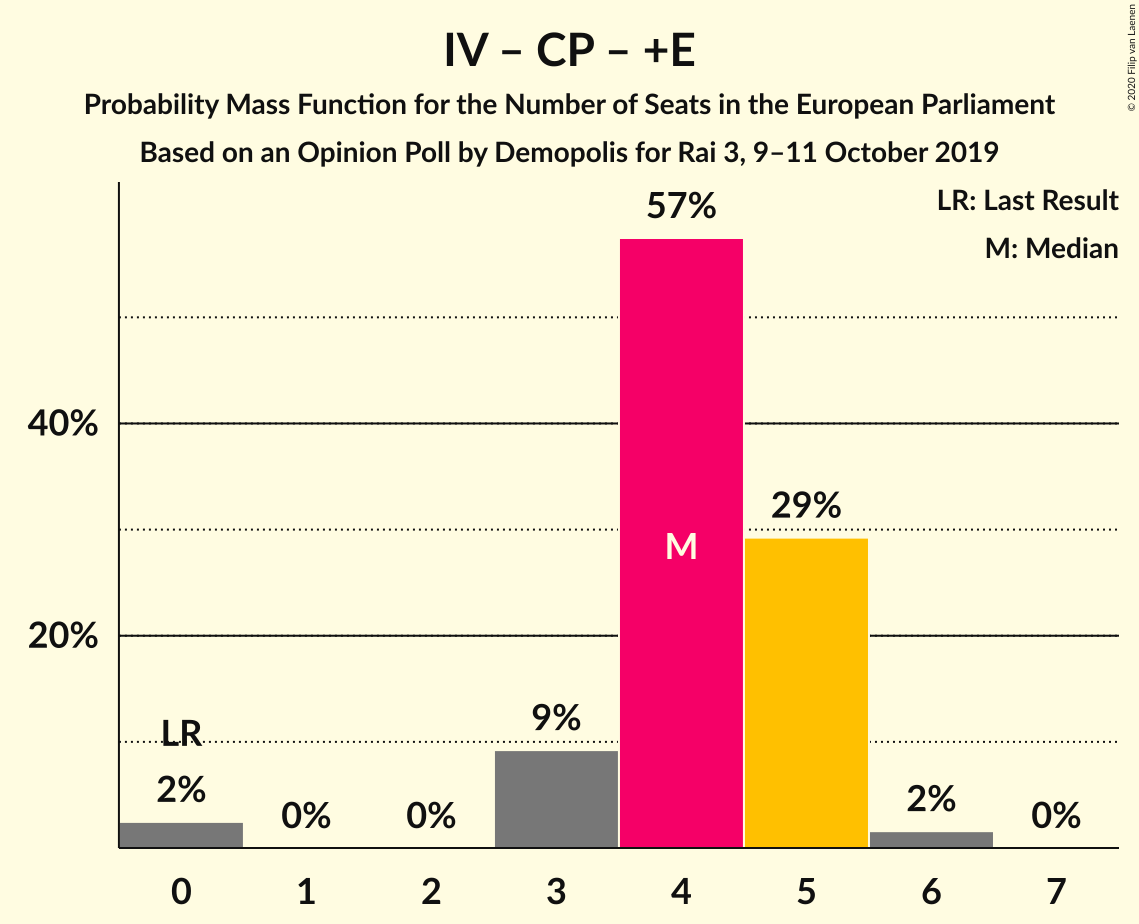 IV – CP – +E
Probability Mass Function for the Number of Seats in the European Parliament
Based on an Opinion Poll by Demopolis for Rai 3, 9–11 October 2019
© 2020 Filip van Laenen
LR: Last Result
M: Median
57%
40%
29%
M
20%
LR
9%
2%
0%
0%
2%
0%
0 1 2 3 4 5 6 7